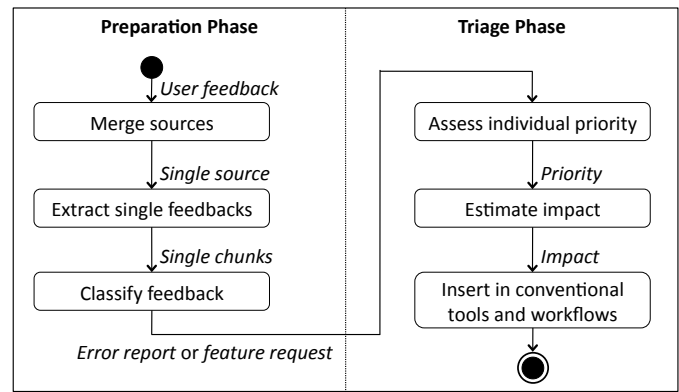 Preparation Phase
User feedback
Merge sources
Single source
Extract single feedbacks
Single chunks
Classify feedback
Error report or feature request
Triage Phase
Assess individual priority
Priority
Estimate impact
Impact
Insert in conventional
tools and workflows